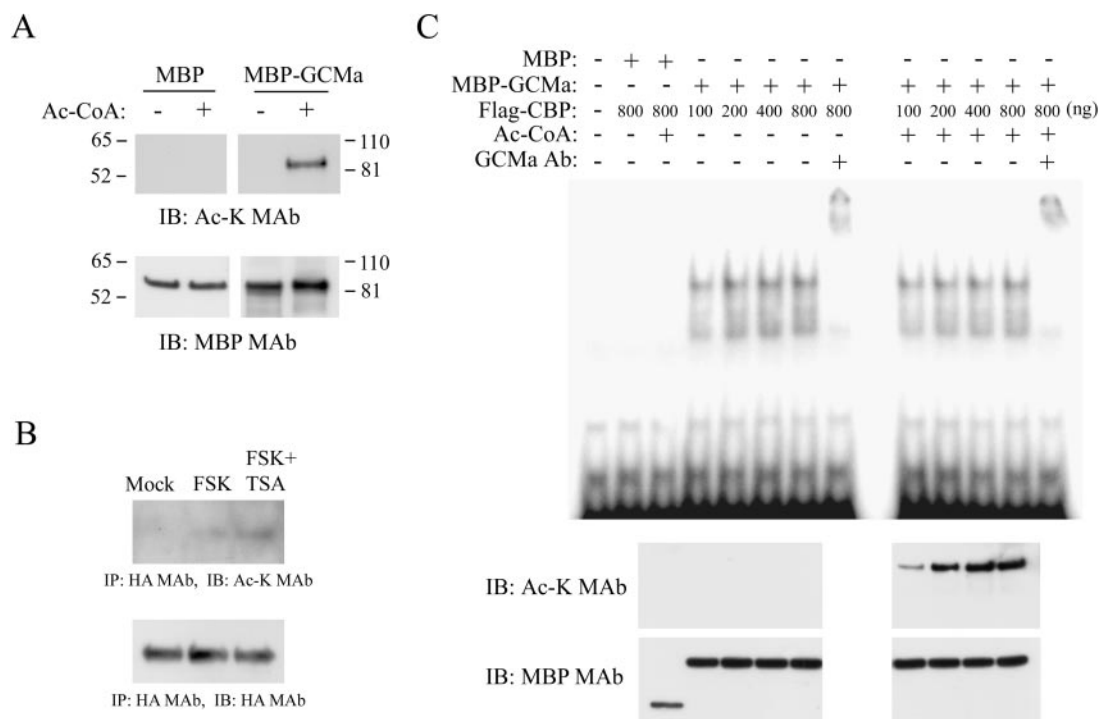 A
MBP MBP-GCMa
Ac-CoA: - + - +
65 -
52 -
- 110
- 81
IB: Ac-K MAb
65 -
52 -
- 110
- 81
IB: MBP MAb
B
Mock FSK FSK+
TSA
IP: HA MAb, IB: Ac-K MAb
IP: HA MAb, IB: HA MAb
C
MBP: - + + - - - - - - - - - -
MBP-GCMa: - - - + + + + + + + + + +
Flag-CBP: - 800 800 100 200 400 800 800 100 200 400 800 800 (ng)
Ac-CoA: - - + - - - - - + + + + +
GCMa Ab: - - - - - - - + - - - - +
IB: Ac-K MAb
IB: MBP MAb